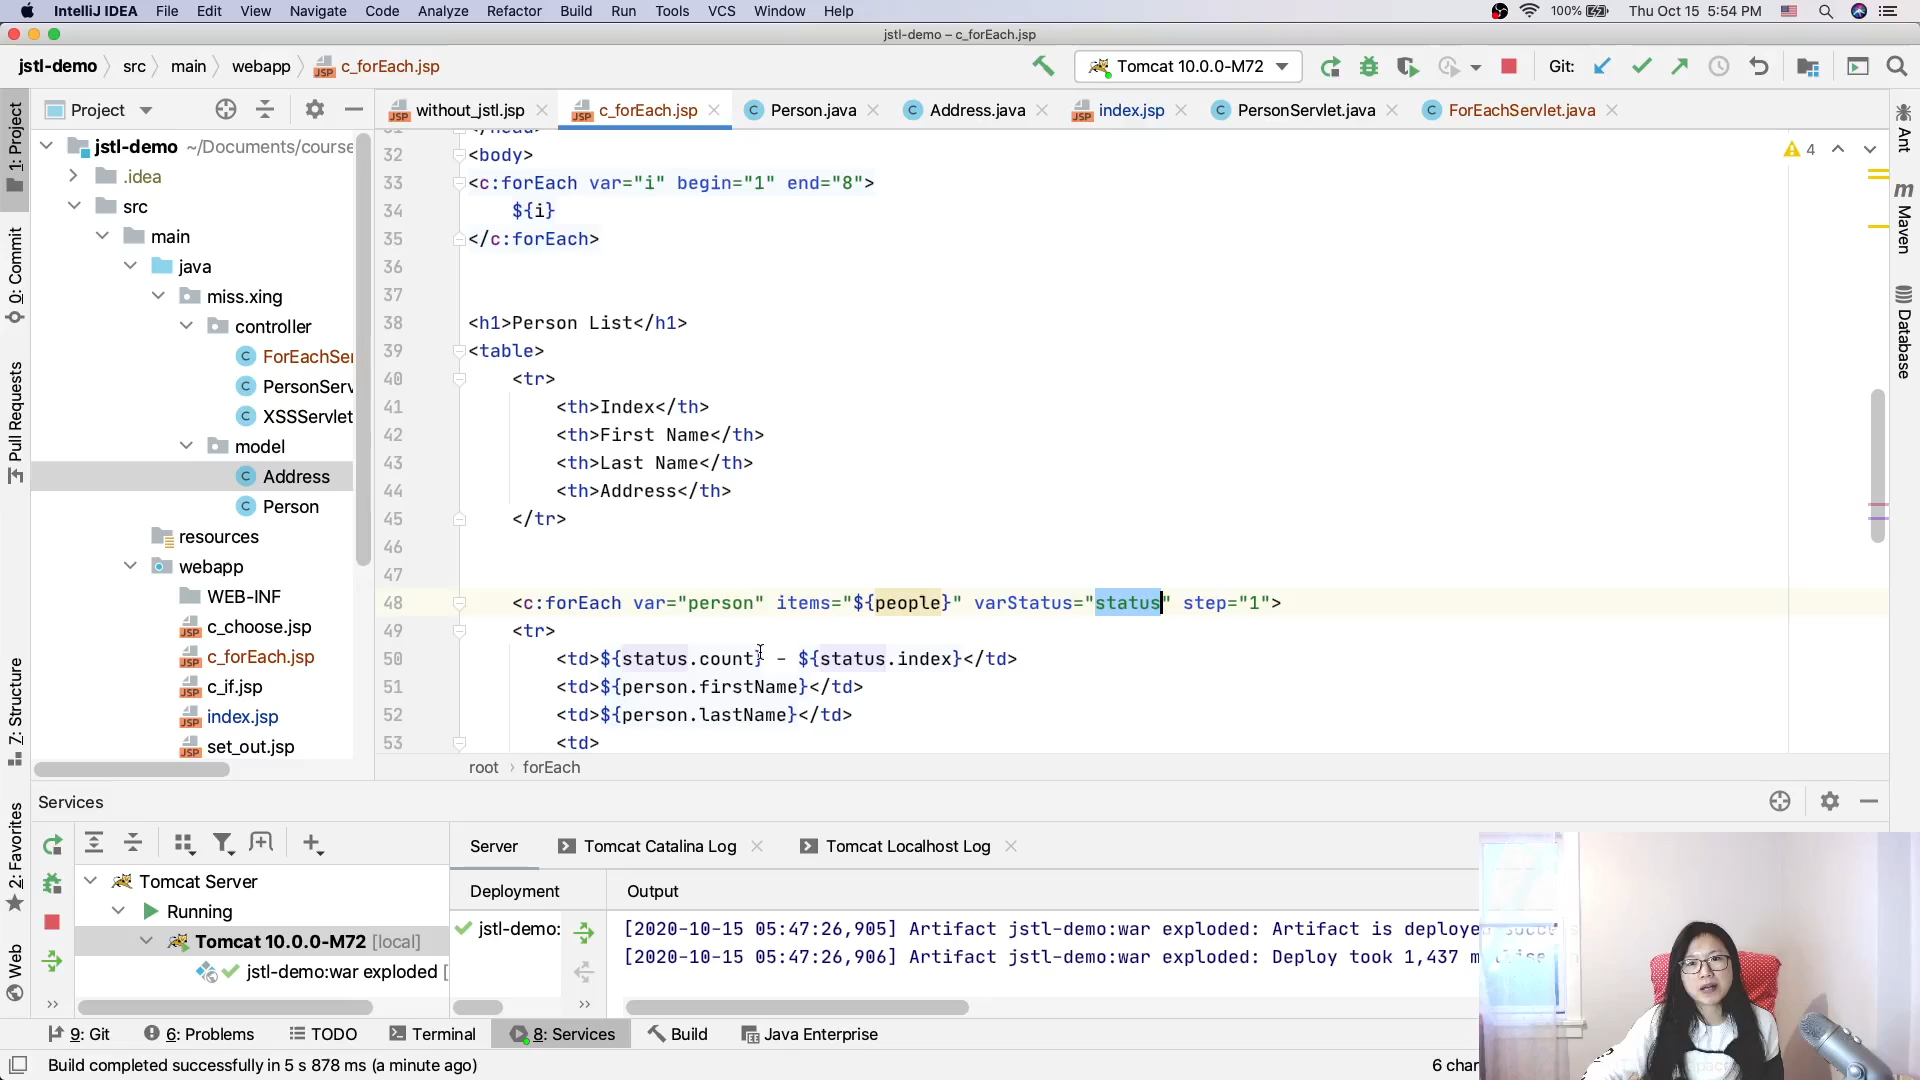 IntelliJ IDEA File Edit View Navigate Code Analyze Refactor Build Run Tools VCS Window Help 100% Thu Oct 15 5:54 PM
jstl-demo – c_forEach.jsp
jstl-demo src main webapp c_forEach.jsp Tomcat 10.0.0-M72 Git:
Project
without_jstl.jsp c_forEach.jsp Person.java Address.java index.jsp PersonServlet.java ForEachServlet.java
1: Project
0: Commit
Pull Requests
Z: Structure
2: Favorites
Web
jstl-demo ~/Documents/course
.idea
src
main
java
miss.xing
controller
ForEachSer
PersonServ
XSSServlet
model
Address
Person
resources
webapp
WEB-INF
c_choose.jsp
c_forEach.jsp
c_if.jsp
index.jsp
set_out.jsp
4
32 <body>
33 <c:forEach var="i" begin="1" end="8">
34 ${i}
35 </c:forEach>
36
37
38 <h1>Person List</h1>
39 <table>
40 <tr>
41 <th>Index</th>
42 <th>First Name</th>
43 <th>Last Name</th>
44 <th>Address</th>
45 </tr>
46
47
48 <c:forEach var="person" items="${people}" varStatus="status" step="1">
49 <tr>
50 <td>${status.count} - ${status.index}</td>
51 <td>${person.firstName}</td>
52 <td>${person.lastName}</td>
53 <td>
root › forEach
Ant
Maven
Database
Services
Tomcat Server
Running
Tomcat 10.0.0-M72 [local]
jstl-demo:war exploded [
Server Tomcat Catalina Log Tomcat Localhost Log
Deployment Output
jstl-demo:
[2020-10-15 05:47:26,905] Artifact jstl-demo:war exploded: Artifact is deployed
[2020-10-15 05:47:26,906] Artifact jstl-demo:war exploded: Deploy took 1,437
9: Git 6: Problems TODO Terminal 8: Services Build Java Enterprise
Build completed successfully in 5 s 878 ms (a minute ago) 6 char